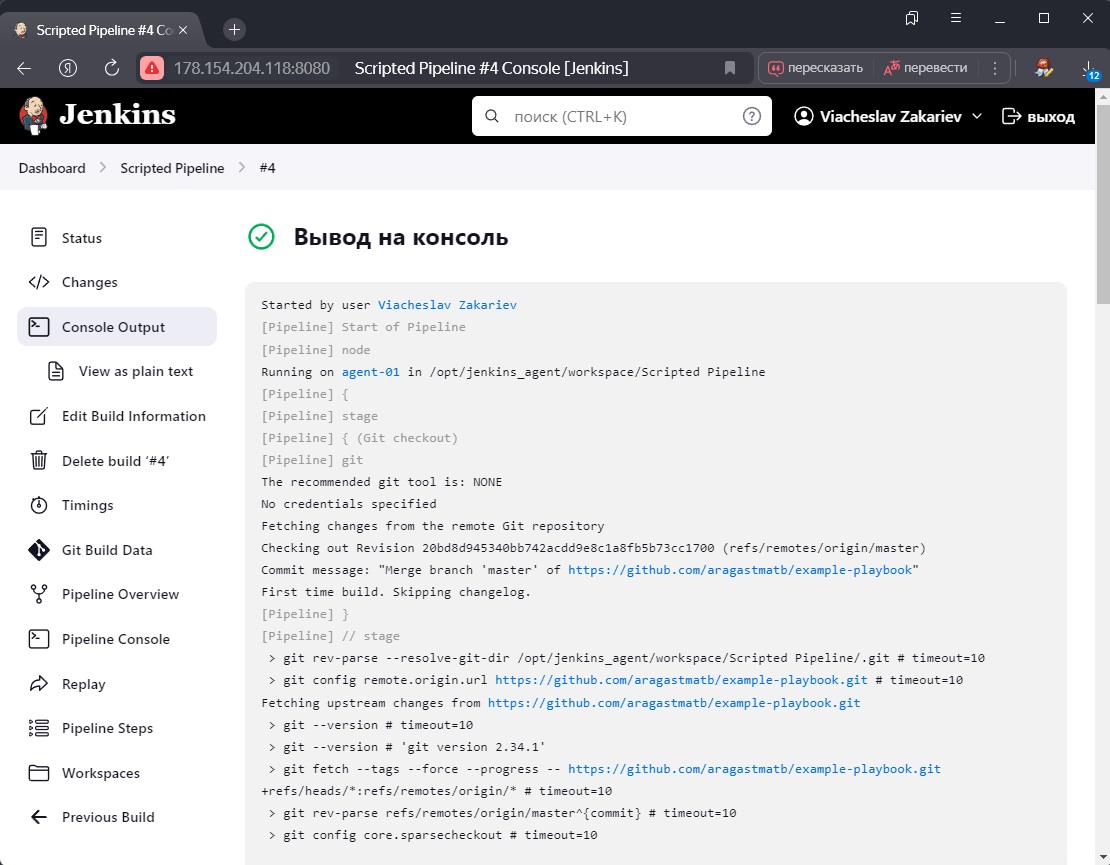 Scripted Pipeline #4 Co
178.154.204.118:8080 Scripted Pipeline #4 Console [Jenkins] пересказать перевести 12
Jenkins поиск (CTRL+K) Viacheslav Zakariev выход
Dashboard Scripted Pipeline #4
Status
Changes
Console Output
View as plain text
Edit Build Information
Delete build ‘#4’
Timings
Git Build Data
Pipeline Overview
Pipeline Console
Replay
Pipeline Steps
Workspaces
Previous Build
Вывод на консоль
Started by user Viacheslav Zakariev
[Pipeline] Start of Pipeline
[Pipeline] node
Running on agent-01 in /opt/jenkins_agent/workspace/Scripted Pipeline
[Pipeline] {
[Pipeline] stage
[Pipeline] { (Git checkout)
[Pipeline] git
The recommended git tool is: NONE
No credentials specified
Fetching changes from the remote Git repository
Checking out Revision 20bd8d945340bb742acdd9e8c1a8fb5b73cc1700 (refs/remotes/origin/master)
Commit message: "Merge branch 'master' of https://github.com/aragastmatb/example-playbook"
First time build. Skipping changelog.
[Pipeline] }
[Pipeline] // stage
> git rev-parse --resolve-git-dir /opt/jenkins_agent/workspace/Scripted Pipeline/.git # timeout=10
> git config remote.origin.url https://github.com/aragastmatb/example-playbook.git # timeout=10
Fetching upstream changes from https://github.com/aragastmatb/example-playbook.git
> git --version # timeout=10
> git --version # 'git version 2.34.1'
> git fetch --tags --force --progress -- https://github.com/aragastmatb/example-playbook.git
+refs/heads/*:refs/remotes/origin/* # timeout=10
> git rev-parse refs/remotes/origin/master^{commit} # timeout=10
> git config core.sparsecheckout # timeout=10